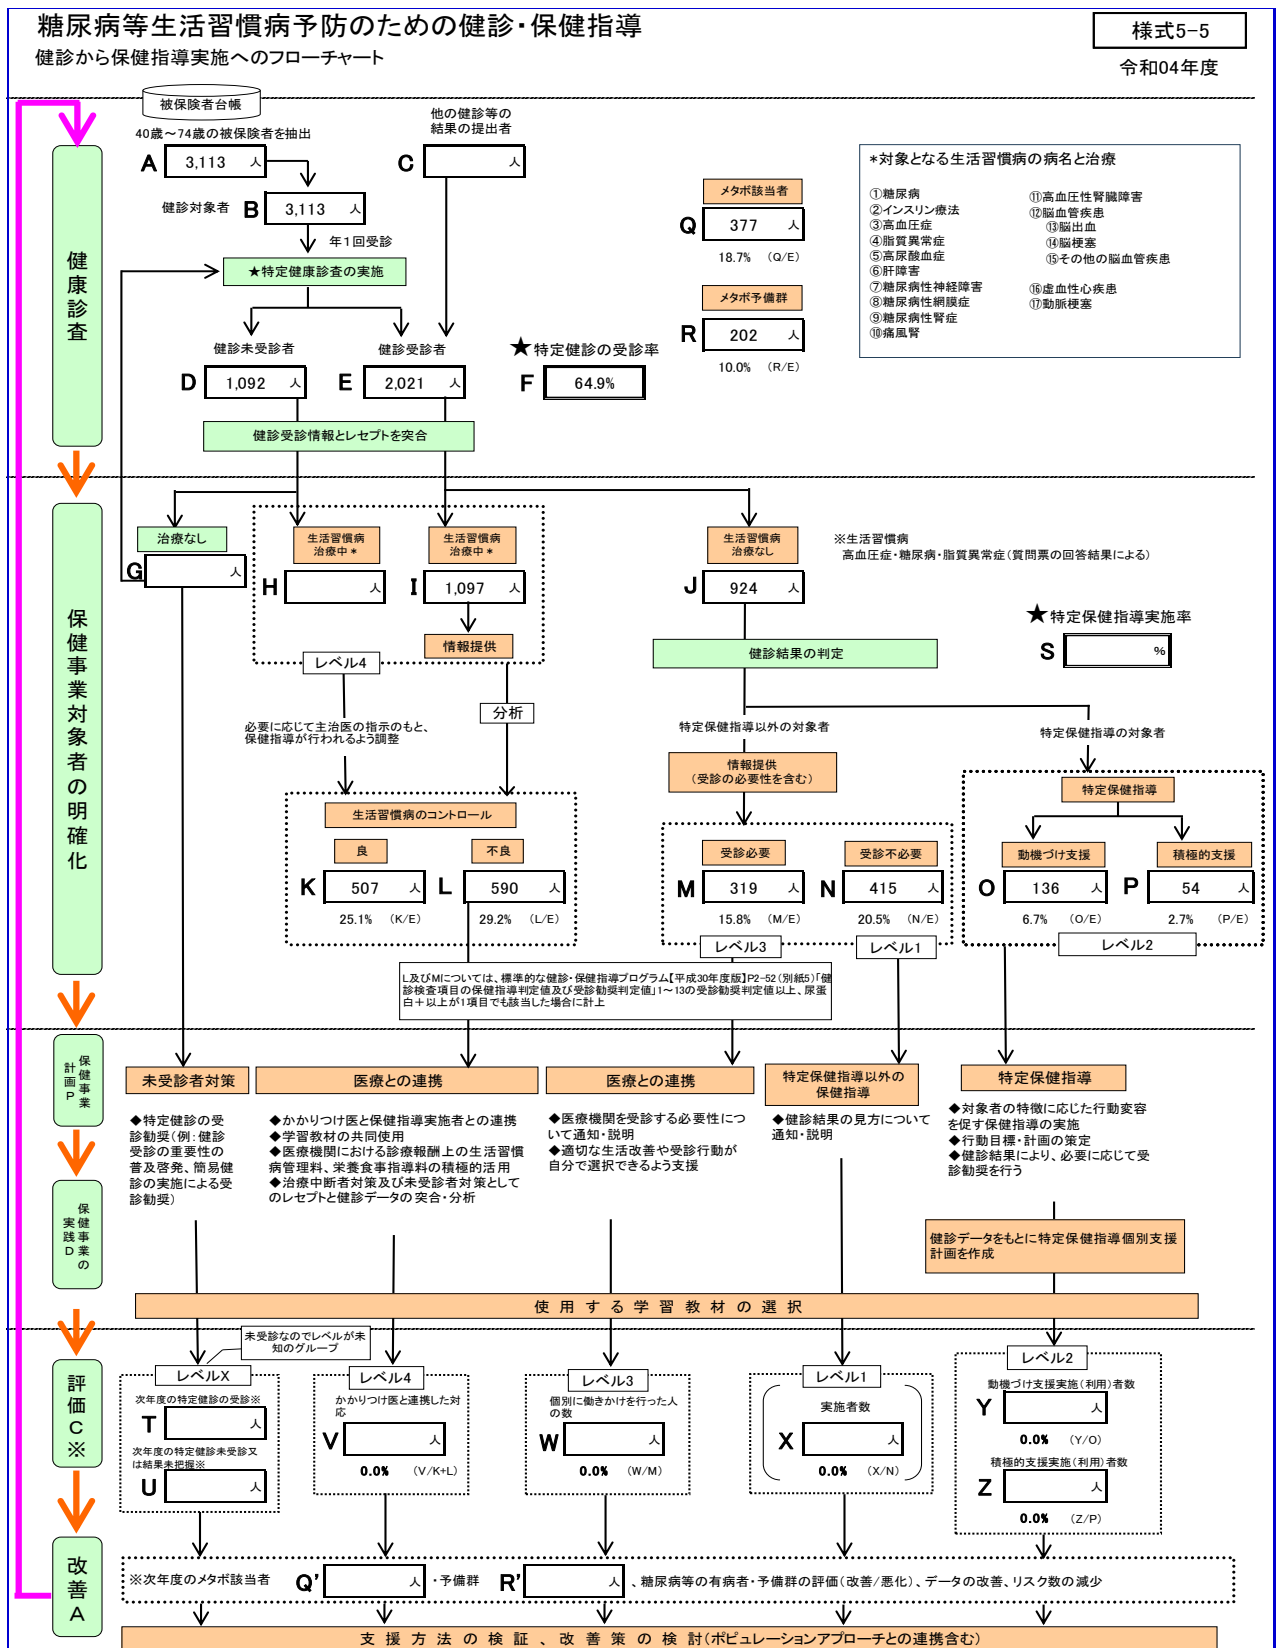 糖尿病等生活習慣病予防のための健診・保健指導
様式5-5
健診から保健指導実施へのフローチャート
令和04年度
被保険者台帳
40歳～74歳の被保険者を抽出
他の健診等の
結果の提出者
A 3,113 人
C 人
健診対象者 B 3,113 人
年1回受診
★特定健康診査の実施
健康診査
メタボ該当者
Q 377 人
18.7% (Q/E)
メタボ予備群
R 202 人
10.0% (R/E)
*対象となる生活習慣病の病名と治療
①糖尿病
②インスリン療法
③高血圧症
④脂質異常症
⑤高尿酸血症
⑥肝障害
⑦糖尿病性神経障害
⑧糖尿病性網膜症
⑨糖尿病性腎症
⑩痛風腎
⑪高血圧性腎臓障害
⑫脳血管疾患
⑬脳出血
⑭脳梗塞
⑮その他の脳血管疾患
⑯虚血性心疾患
⑰動脈梗塞
健診未受診者
健診受診者
★特定健診の受診率
D 1,092 人
E 2,021 人
F 64.9%
健診受診情報とレセプトを突合
保健事業対象者の明確化
治療なし
G 人
生活習慣病
治療中*
H 人
生活習慣病
治療中*
I 1,097 人
情報提供
レベル4
生活習慣病
治療なし
J 924 人
※生活習慣病
高血圧症・糖尿病・脂質異常症(質問票の回答結果による)
★特定保健指導実施率
S %
健診結果の判定
必要に応じて主治医の指示のもと、
保健指導が行われるよう調整
分析
特定保健指導以外の対象者
特定保健指導の対象者
情報提供
(受診の必要性を含む)
生活習慣病のコントロール
良
不良
K 507 人
L 590 人
25.1% (K/E)
29.2% (L/E)
受診必要
受診不必要
M 319 人
N 415 人
15.8% (M/E)
20.5% (N/E)
レベル3
レベル1
特定保健指導
動機づけ支援
積極的支援
O 136 人
P 54 人
6.7% (O/E)
2.7% (P/E)
レベル2
L及びMについては、標準的な健診・保健指導プログラム【平成30年度版】P2-52(別紙5)「健
診検査項目の保健指導判定値及び受診勧奨判定値」1～13の受診勧奨判定値以上、尿蛋
白＋以上が1項目でも該当した場合に計上
保健事業
計画P
未受診者対策
医療との連携
医療との連携
特定保健指導以外の
保健指導
特定保健指導
◆特定健診の受
診勧奨(例：健診
受診の重要性の
普及啓発、簡易健
診の実施による受
診勧奨)
◆かかりつけ医と保健指導実施者との連携
◆学習教材の共同使用
◆医療機関における診療報酬上の生活習慣
病管理料、栄養食事指導料の積極的活用
◆治療中断者対策及び未受診者対策として
のレセプトと健診データの突合・分析
◆医療機関を受診する必要性につ
いて通知・説明
◆適切な生活改善や受診行動が
自分で選択できるよう支援
◆健診結果の見方について
通知・説明
◆対象者の特徴に応じた行動変容
を促す保健指導の実施
◆行動目標・計画の策定
◆健診結果により、必要に応じて受
診勧奨を行う
保健事業の
実践D
健診データをもとに特定保健指導個別支援
計画を作成
使用する学習教材の選択
未受診なのでレベルが未
知のグループ
評価C※
レベルX
次年度の特定健診の受診※
T 人
次年度の特定健診未受診又
は結果未把握※
U 人
レベル4
かかりつけ医と連携した対
応
V 人
0.0% (V/K+L)
レベル3
個別に働きかけを行った人
の数
W 人
0.0% (W/M)
レベル1
実施者数
X 人
0.0% (X/N)
レベル2
動機づけ支援実施(利用)者数
Y 人
0.0% (Y/O)
積極的支援実施(利用)者数
Z 人
0.0% (Z/P)
改善A
※次年度のメタボ該当者 Q' 人 ・予備群 R' 人 、糖尿病等の有病者・予備群の評価(改善/悪化)、データの改善、リスク数の減少
支援方法の検証、改善策の検討(ポピュレーションアプローチとの連携含む)